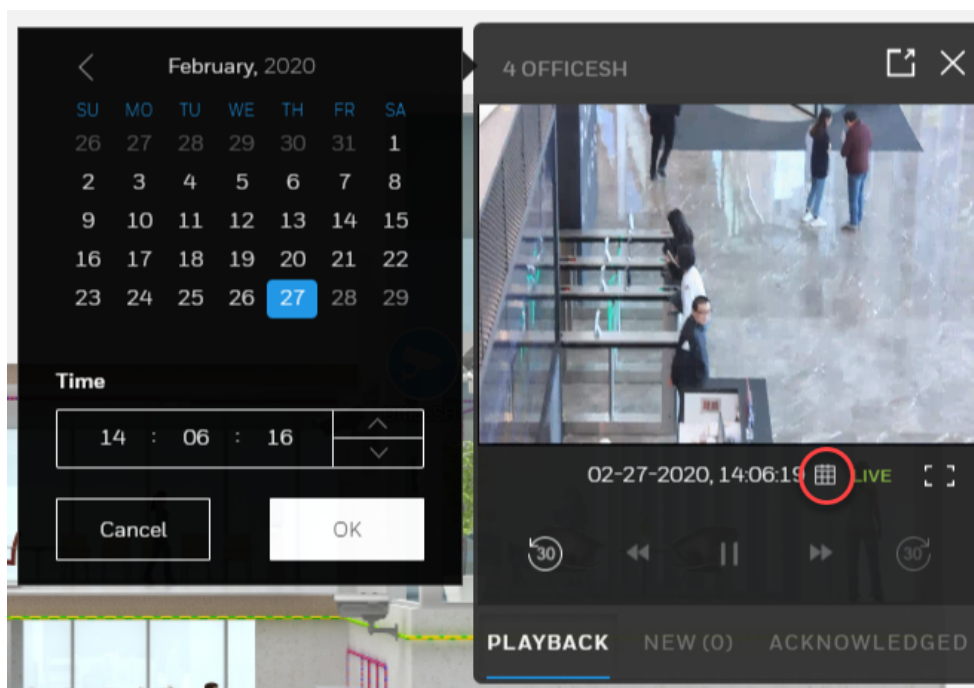 February, 2020
SU MO TU WE TH FR SA
26 27 28 29 30 31 1
2 3 4 5 6 7 8
9 10 11 12 13 14 15
16 17 18 19 20 21 22
23 24 25 26 27 28 29
Time
14 : 06 : 16
Cancel OK
4 OFFICESH
02-27-2020, 14:06:19 LIVE
30 30
PLAYBACK NEW (0) ACKNOWLEDGED